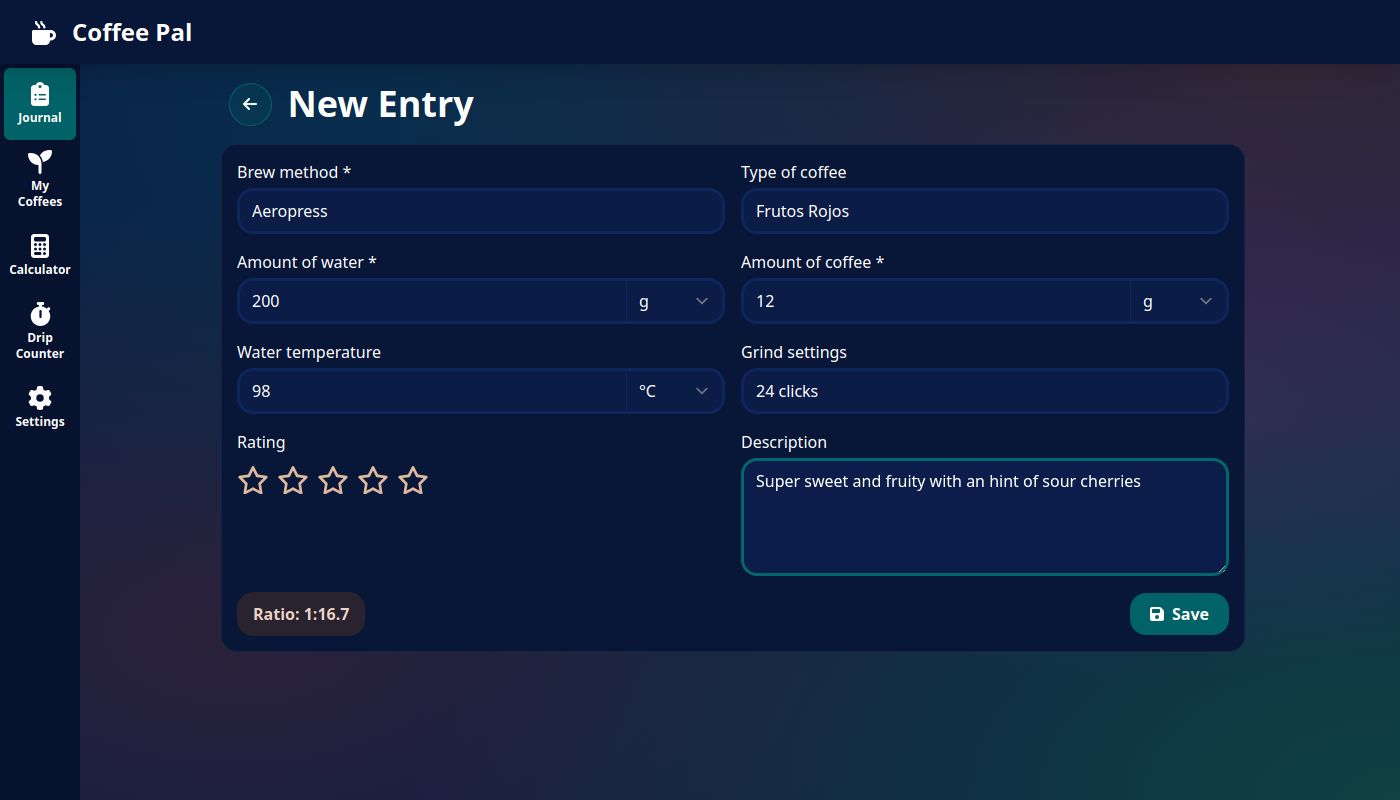 Coffee Pal
Journal
My
Coffees
Calculator
Drip
Counter
Settings
New Entry
Brew method *
Aeropress
Type of coffee
Frutos Rojos
Amount of water *
200
g
Amount of coffee *
12
g
Water temperature
98
°C
Grind settings
24 clicks
Rating
Description
Super sweet and fruity with an hint of sour cherries
Ratio: 1:16.7
Save